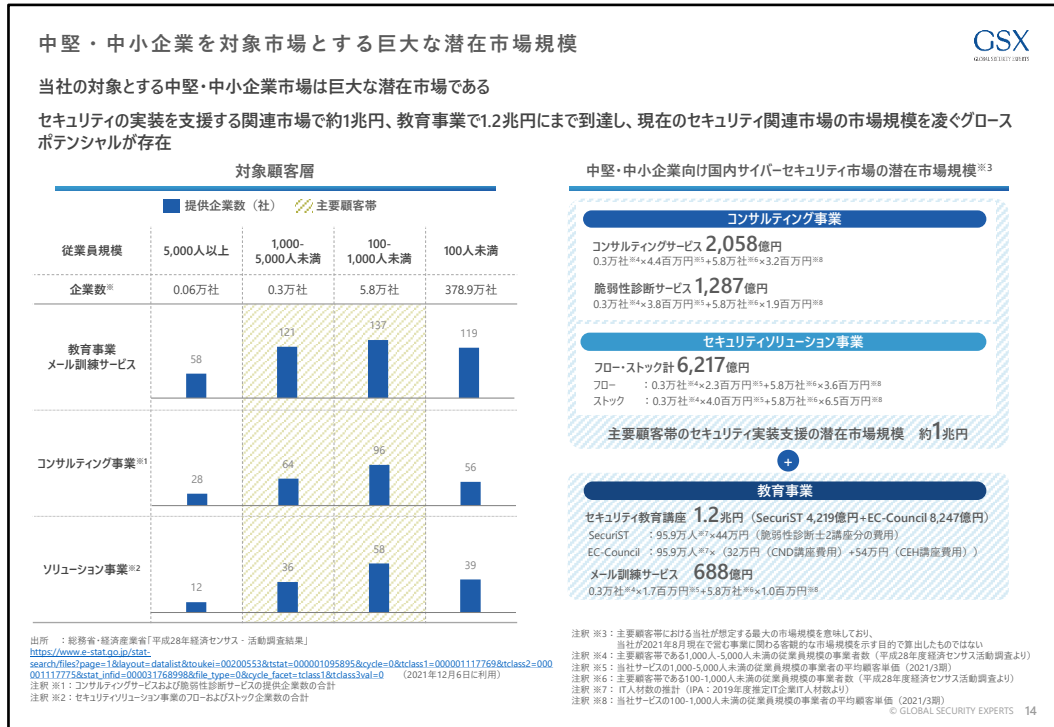 中堅・中小企業を対象市場とする巨大な潜在市場規模
GSX
GLOBAL SECURITY EXPERTS
当社の対象とする中堅・中小企業市場は巨大な潜在市場である
セキュリティの実装を支援する関連市場で約1兆円、教育事業で1.2兆円にまで到達し、現在のセキュリティ関連市場の市場規模を凌ぐグロース
ポテンシャルが存在
対象顧客層
提供企業数（社） 主要顧客帯
従業員規模 5,000人以上 1,000-5,000人未満 100-1,000人未満 100人未満
企業数※ 0.06万社 0.3万社 5.8万社 378.9万社
教育事業
メール訓練サービス
58 121 137 119
コンサルティング事業※1
28 64 96 56
ソリューション事業※2
12 36 58 39
出所 ：総務省・経済産業省「平成28年経済センサス‐活動調査結果」
https://www.e-stat.go.jp/stat-
search/files?page=1&layout=datalist&toukei=00200553&tstat=000001095895&cycle=0&tclass1=000001117769&tclass2=000
001117775&stat_infid=000031768998&file_type=0&cycle_facet=tclass1&tclass3val=0 （2021年12月6日に利用）
注釈 ※1：コンサルティングサービスおよび脆弱性診断サービスの提供企業数の合計
注釈 ※2：セキュリティソリューション事業のフローおよびストック企業数の合計
中堅・中小企業向け国内サイバーセキュリティ市場の潜在市場規模※3
コンサルティング事業
コンサルティングサービス 2,058億円
0.3万社※4×4.4百万円※5+5.8万社※6×3.2百万円※8
脆弱性診断サービス 1,287億円
0.3万社※4×3.8百万円※5+5.8万社※6×1.9百万円※8
セキュリティソリューション事業
フロー・ストック計 6,217億円
フロー ：0.3万社※4×2.3百万円※5+5.8万社※6×3.6百万円※8
ストック ：0.3万社※4×4.0百万円※5+5.8万社※6×6.5百万円※8
主要顧客帯のセキュリティ実装支援の潜在市場規模 約1兆円
+
教育事業
セキュリティ教育講座 1.2兆円（SecuriST 4,219億円+EC-Council 8,247億円）
SecuriST ：95.9万人※7×44万円（脆弱性診断士2講座分の費用）
EC-Council ：95.9万人※7×（32万円（CND講座費用）+54万円（CEH講座費用））
メール訓練サービス 688億円
0.3万社※4×1.7百万円※5+5.8万社※6×1.0百万円※8
注釈 ※3：主要顧客帯における当社が想定する最大の市場規模を意味しており、
当社が2021年8月現在で営む事業に関わる客観的な市場規模を示す目的で算出したものではない
注釈 ※4：主要顧客帯である1,000人-5,000人未満の従業員規模の事業者数（平成28年度経済センサス活動調査より）
注釈 ※5：当社サービスの1,000-5,000人未満の従業員規模の事業者の平均顧客単価（2021/3期）
注釈 ※6：主要顧客帯である100-1,000人未満の従業員規模の事業者数（平成28年度経済センサス活動調査より）
注釈 ※7： IT人材数の推計（IPA：2019年度推定IT企業IT人材数より）
注釈 ※8：当社サービスの100-1,000人未満の従業員規模の事業者の平均顧客単価（2021/3期）
© GLOBAL SECURITY EXPERTS 14